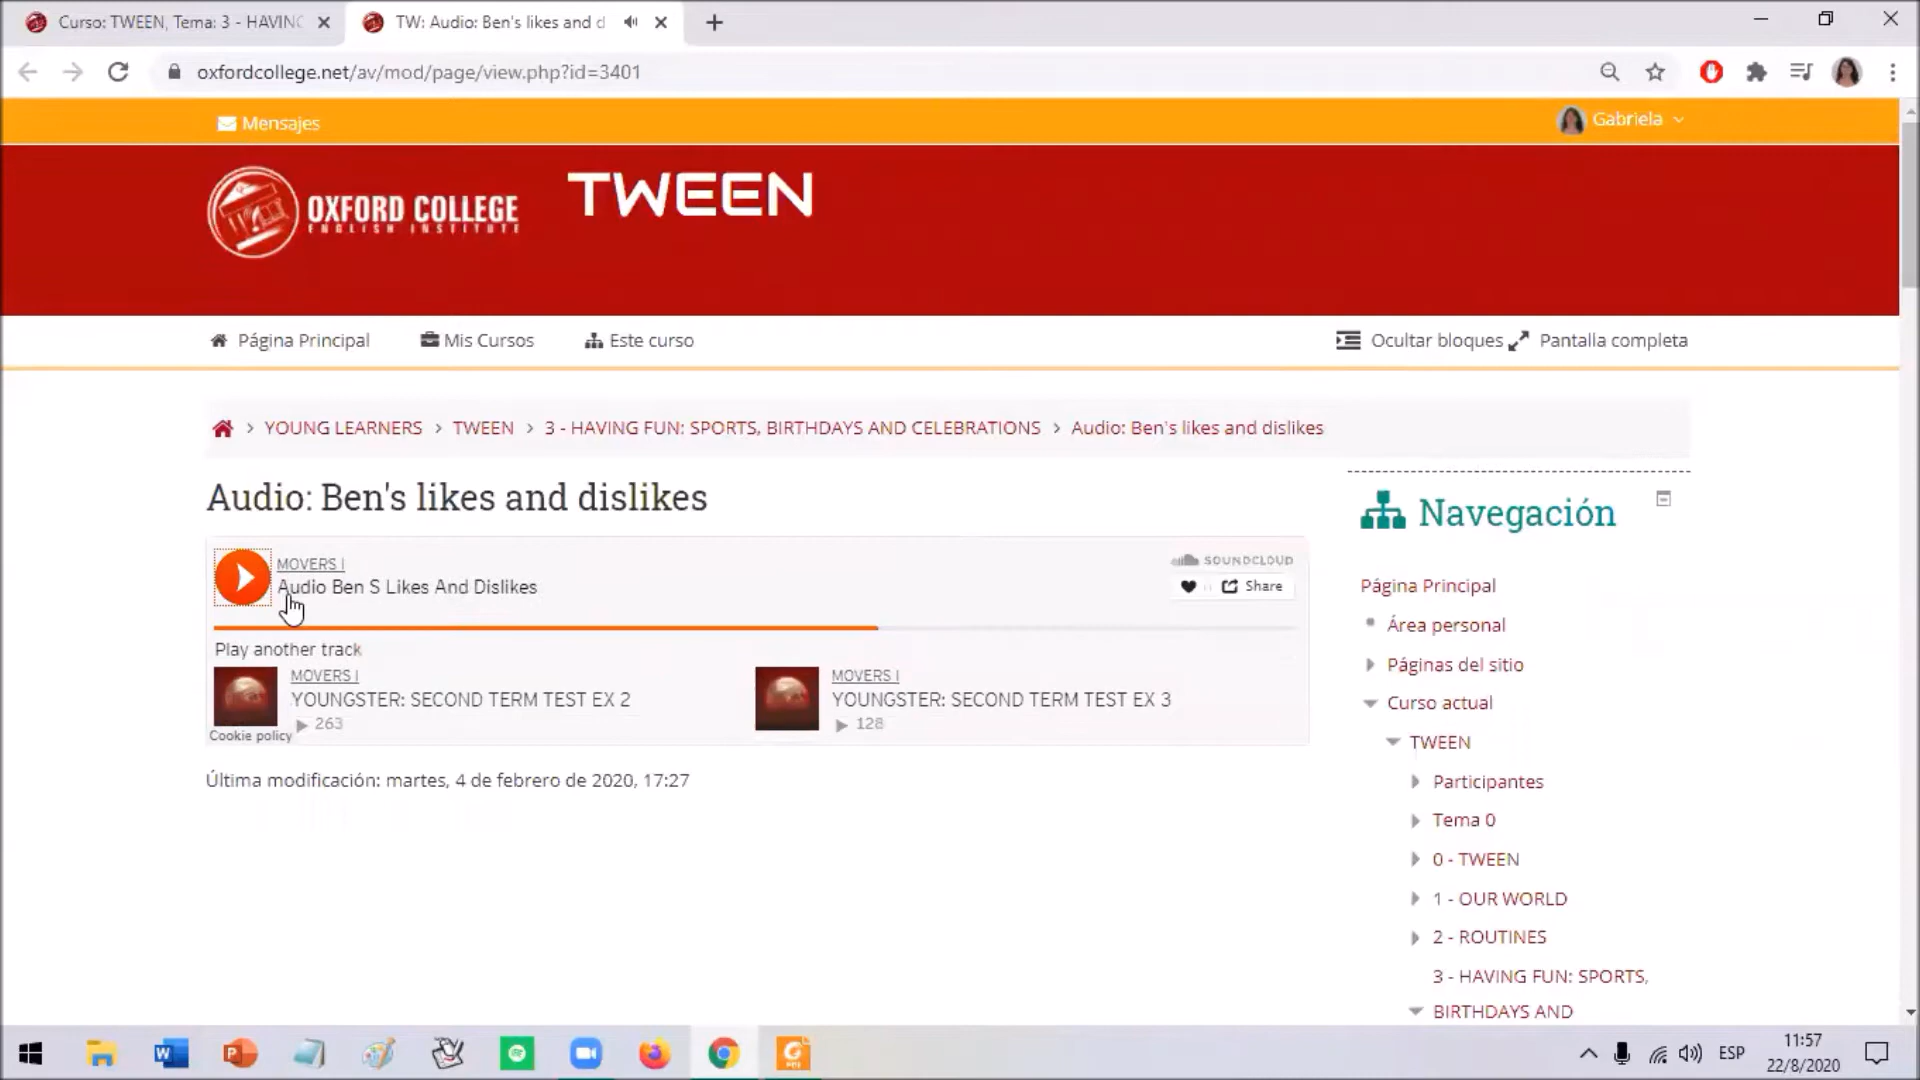 Curso: TWEEN, Tema: 3 - HAVING
TW: Audio: Ben's likes and d
oxfordcollege.net/av/mod/page/view.php?id=3401
Mensajes
Gabriela
OXFORD COLLEGE
ENGLISH INSTITUTE
TWEEN
Página Principal
Mis Cursos
Este curso
Ocultar bloques
Pantalla completa
YOUNG LEARNERS > TWEEN > 3 - HAVING FUN: SPORTS, BIRTHDAYS AND CELEBRATIONS > Audio: Ben's likes and dislikes
Audio: Ben's likes and dislikes
MOVERS I
Audio Ben S Likes And Dislikes
SOUNDCLOUD
Share
Play another track
MOVERS I
YOUNGSTER: SECOND TERM TEST EX 2
263
MOVERS I
YOUNGSTER: SECOND TERM TEST EX 3
128
Cookie policy
Última modificación: martes, 4 de febrero de 2020, 17:27
Navegación
Página Principal
Área personal
Páginas del sitio
Curso actual
TWEEN
Participantes
Tema 0
0 - TWEEN
1 - OUR WORLD
2 - ROUTINES
3 - HAVING FUN: SPORTS,
BIRTHDAYS AND
ESP
11:57
22/8/2020